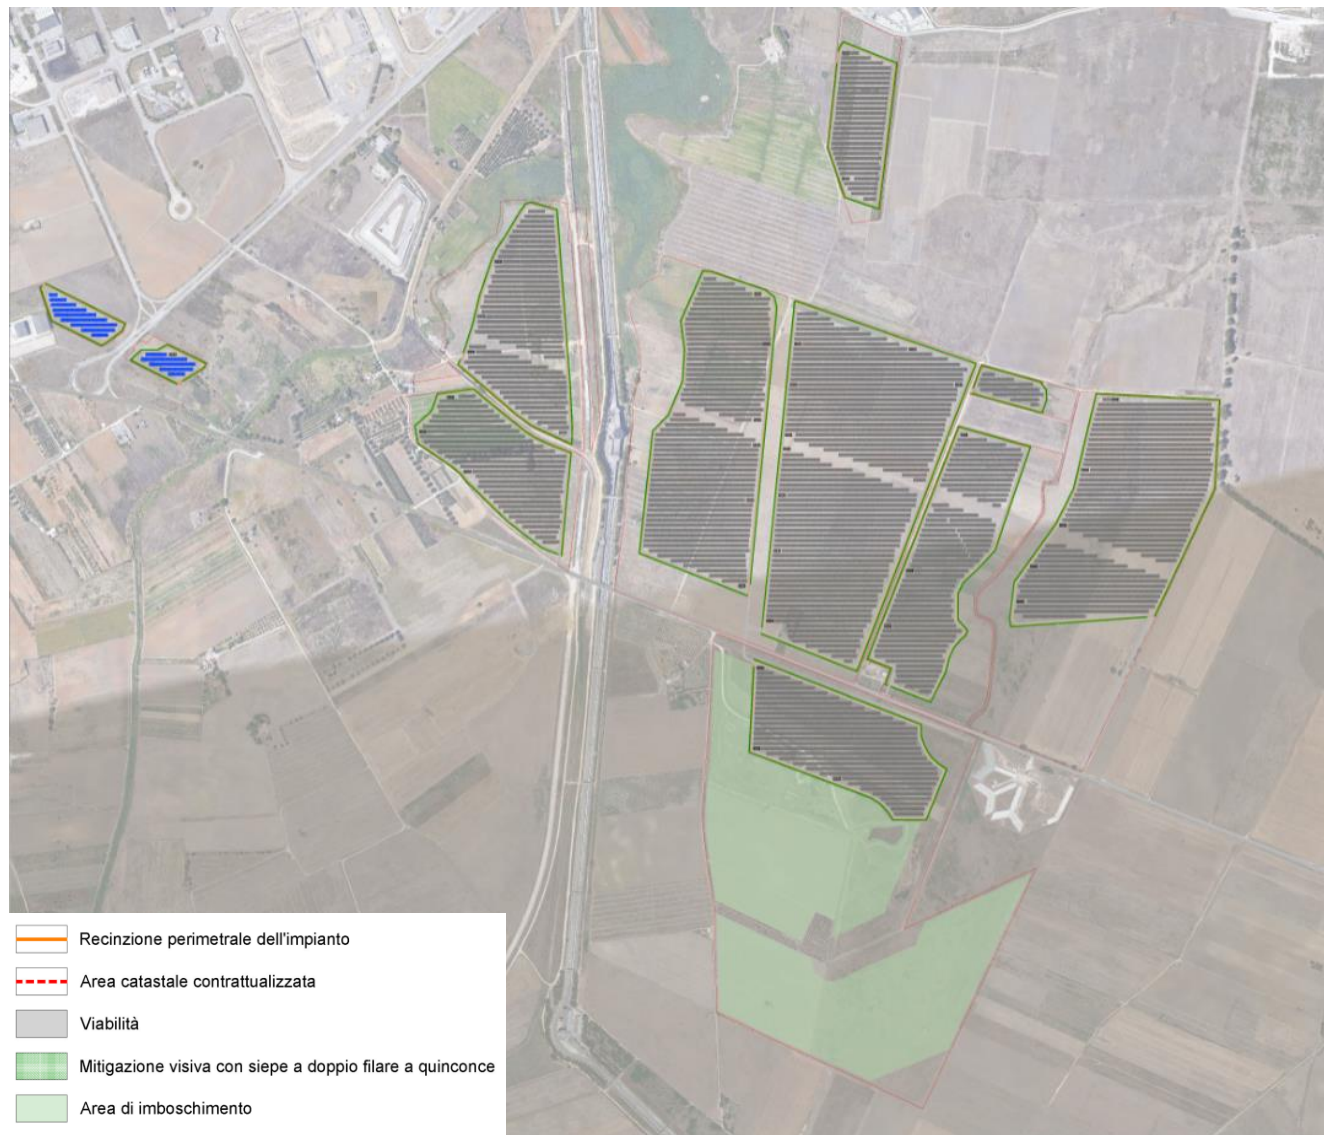 Recinzione perimetrale dell'impianto
Area catastale contrattualizzata
Viabilità
Mitigazione visiva con siepe a doppio filare a quinconce
Area di imboschimento